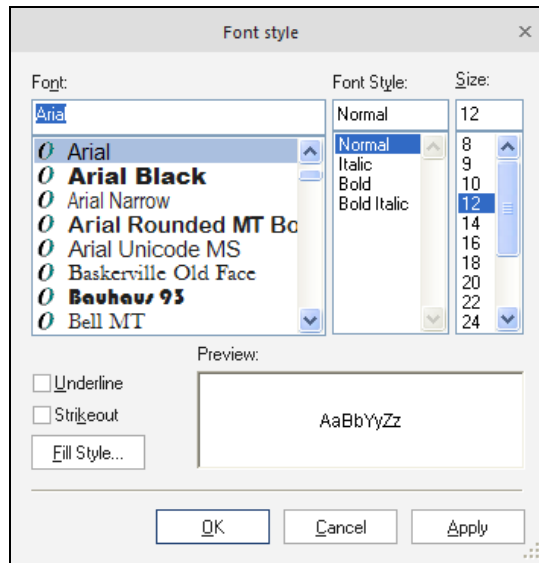 Font style
Font:
Font Style:
Size:
Arial
Normal
12
Arial
Arial Black
Arial Narrow
Arial Rounded MT Bo
Arial Unicode MS
Baskerville Old Face
Bauhaus 93
Bell MT
Normal
Italic
Bold
Bold Italic
8
9
10
12
14
16
18
20
22
24
Underline
Strikeout
Fill Style...
Preview:
AaBbYyZz
OK
Cancel
Apply